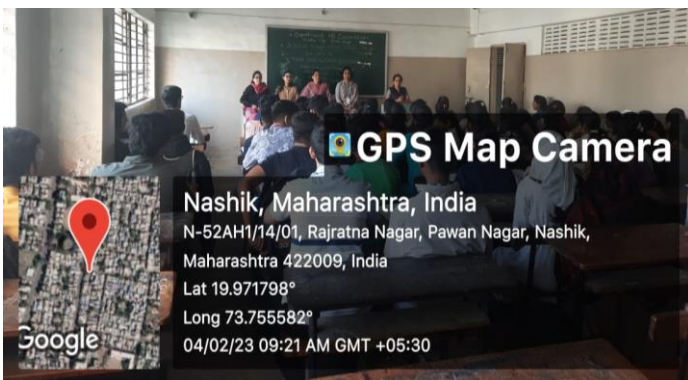 GPS Map Camera
Nashik, Maharashtra, India
N-52AH1/14/01, Rajratna Nagar, Pawan Nagar, Nashik,
Maharashtra 422009, India
Lat 19.971798°
Long 73.755582°
04/02/23 09:21 AM GMT +05:30
Google